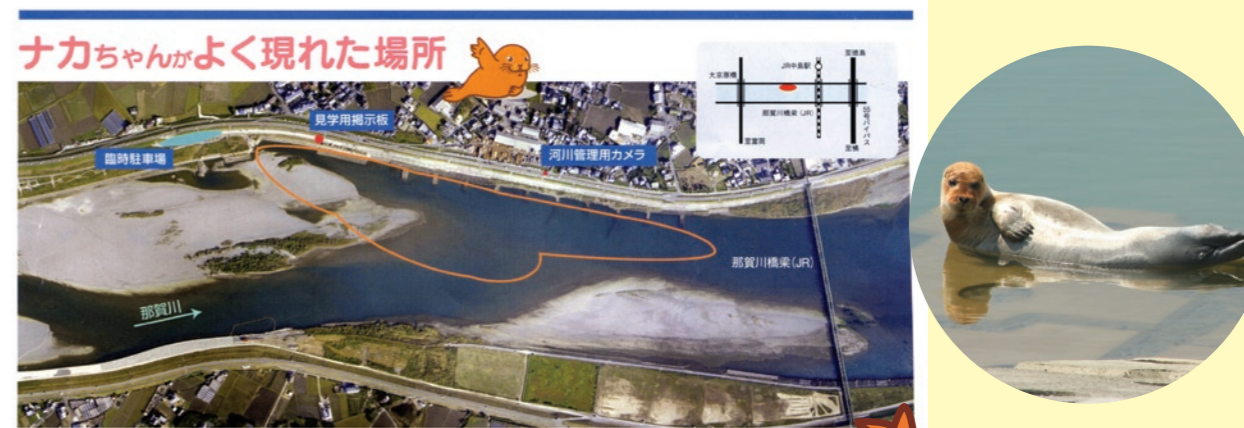 ナカちゃんがよく現れた場所
至徳島
JR中島駅
大京原橋
那賀川橋梁(JR)
55号バイパス
至富岡
至橘
見学用掲示板
臨時駐車場
河川管理用カメラ
那賀川橋梁(JR)
那賀川